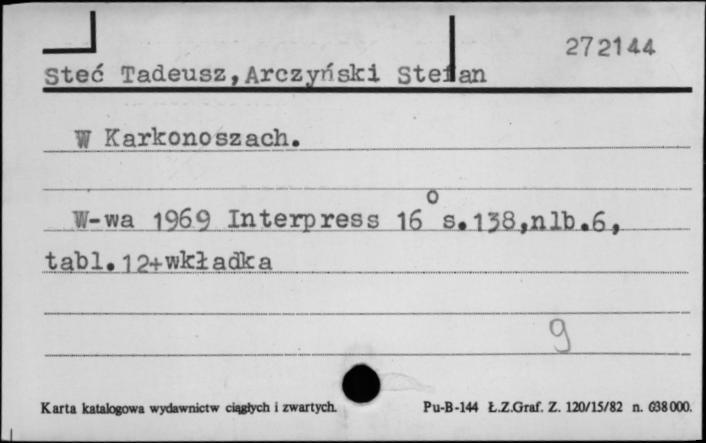 272144
Steć Tadeusz, Arczyński Stefan
W Karkonoszach.
W-wa 1969 Interpress 16° s.138,nlb.6,
tabl.12+wkładka
9
Karta katalogowa wydawnictw ciągłych i zwartych. Pu-B-144 Ł.Z.Graf. Z. 120/15/82 n. 638000.